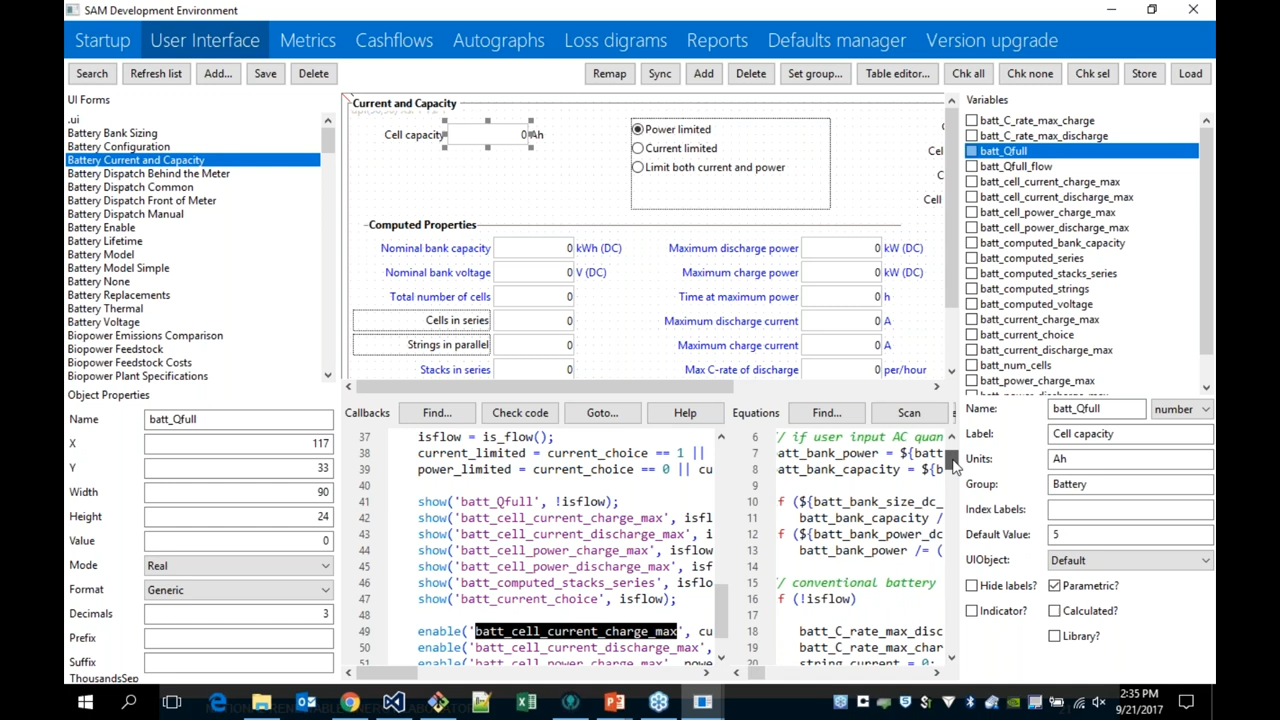 SAM Development Environment
Startup User Interface Metrics Cashflows Autographs Loss digrams Reports Defaults manager Version upgrade
Search Refresh list Add... Save Delete Remap Sync Add Delete Set group... Table editor... Chk all Chk none Chk sel Store Load
UI Forms
.ui
Battery Bank Sizing
Battery Configuration
Battery Current and Capacity
Battery Dispatch Behind the Meter
Battery Dispatch Common
Battery Dispatch Front of Meter
Battery Dispatch Manual
Battery Enable
Battery Lifetime
Battery Model
Battery Model Simple
Battery None
Battery Replacements
Battery Thermal
Battery Voltage
Biopower Emissions Comparison
Biopower Feedstock
Biopower Feedstock Costs
Biopower Plant Specifications
Object Properties
Name batt_Qfull
X 117
Y 33
Width 90
Height 24
Value 0
Mode Real
Format Generic
Decimals 3
Prefix
Suffix
ThousandsSep
Current and Capacity
Cell capacity 0 Ah
Power limited
Current limited
Limit both current and power
Ce
Cel
C
Cell
Computed Properties
Nominal bank capacity 0 kWh (DC) Maximum discharge power 0 kW (DC)
Nominal bank voltage 0 V (DC) Maximum charge power 0 kW (DC)
Total number of cells 0 Time at maximum power 0 h
Cells in series 0 Maximum discharge current 0 A
Strings in parallel 0 Maximum charge current 0 A
Stacks in series 0 Max C-rate of discharge 0 per/hour
Callbacks Find... Check code Goto... Help
37 isflow = is_flow();
38 current_limited = current_choice == 1 ||
39 power_limited = current_choice == 0 || cu
40
41 show('batt_Qfull', !isflow);
42 show('batt_cell_current_charge_max', isfl
43 show('batt_cell_current_discharge_max', i
44 show('batt_cell_power_charge_max', isflow
45 show('batt_cell_power_discharge_max', isf
46 show('batt_computed_stacks_series', isflo
47 show('batt_current_choice', isflow);
48
49 enable('batt_cell_current_charge_max', cu
50 enable('batt_cell_current_discharge_max',
51 enable('batt_cell_power_charge_max', powe
Equations Find... Scan
6 // if user input AC quan
7 att_bank_power = ${batt
8 att_bank_capacity = ${b
9
10 f (${batt_bank_size_dc_
11 batt_bank_capacity /
12 f (${batt_bank_power_dc
13 batt_bank_power /= (
14
15 // conventional battery
16 f (!isflow)
17
18 batt_C_rate_max_disc
19 batt_C_rate_max_char
20 string_current = 0;
Variables
batt_C_rate_max_charge
batt_C_rate_max_discharge
batt_Qfull
batt_Qfull_flow
batt_cell_current_charge_max
batt_cell_current_discharge_max
batt_cell_power_charge_max
batt_cell_power_discharge_max
batt_computed_bank_capacity
batt_computed_series
batt_computed_stacks_series
batt_computed_strings
batt_computed_voltage
batt_current_charge_max
batt_current_choice
batt_current_discharge_max
batt_num_cells
batt_power_charge_max
batt_power_discharge_max
Name: batt_Qfull number
Label: Cell capacity
Units: Ah
Group: Battery
Index Labels:
Default Value: 5
UIObject: Default
Hide labels? Parametric?
Indicator? Calculated?
Library?
2:35 PM
9/21/2017